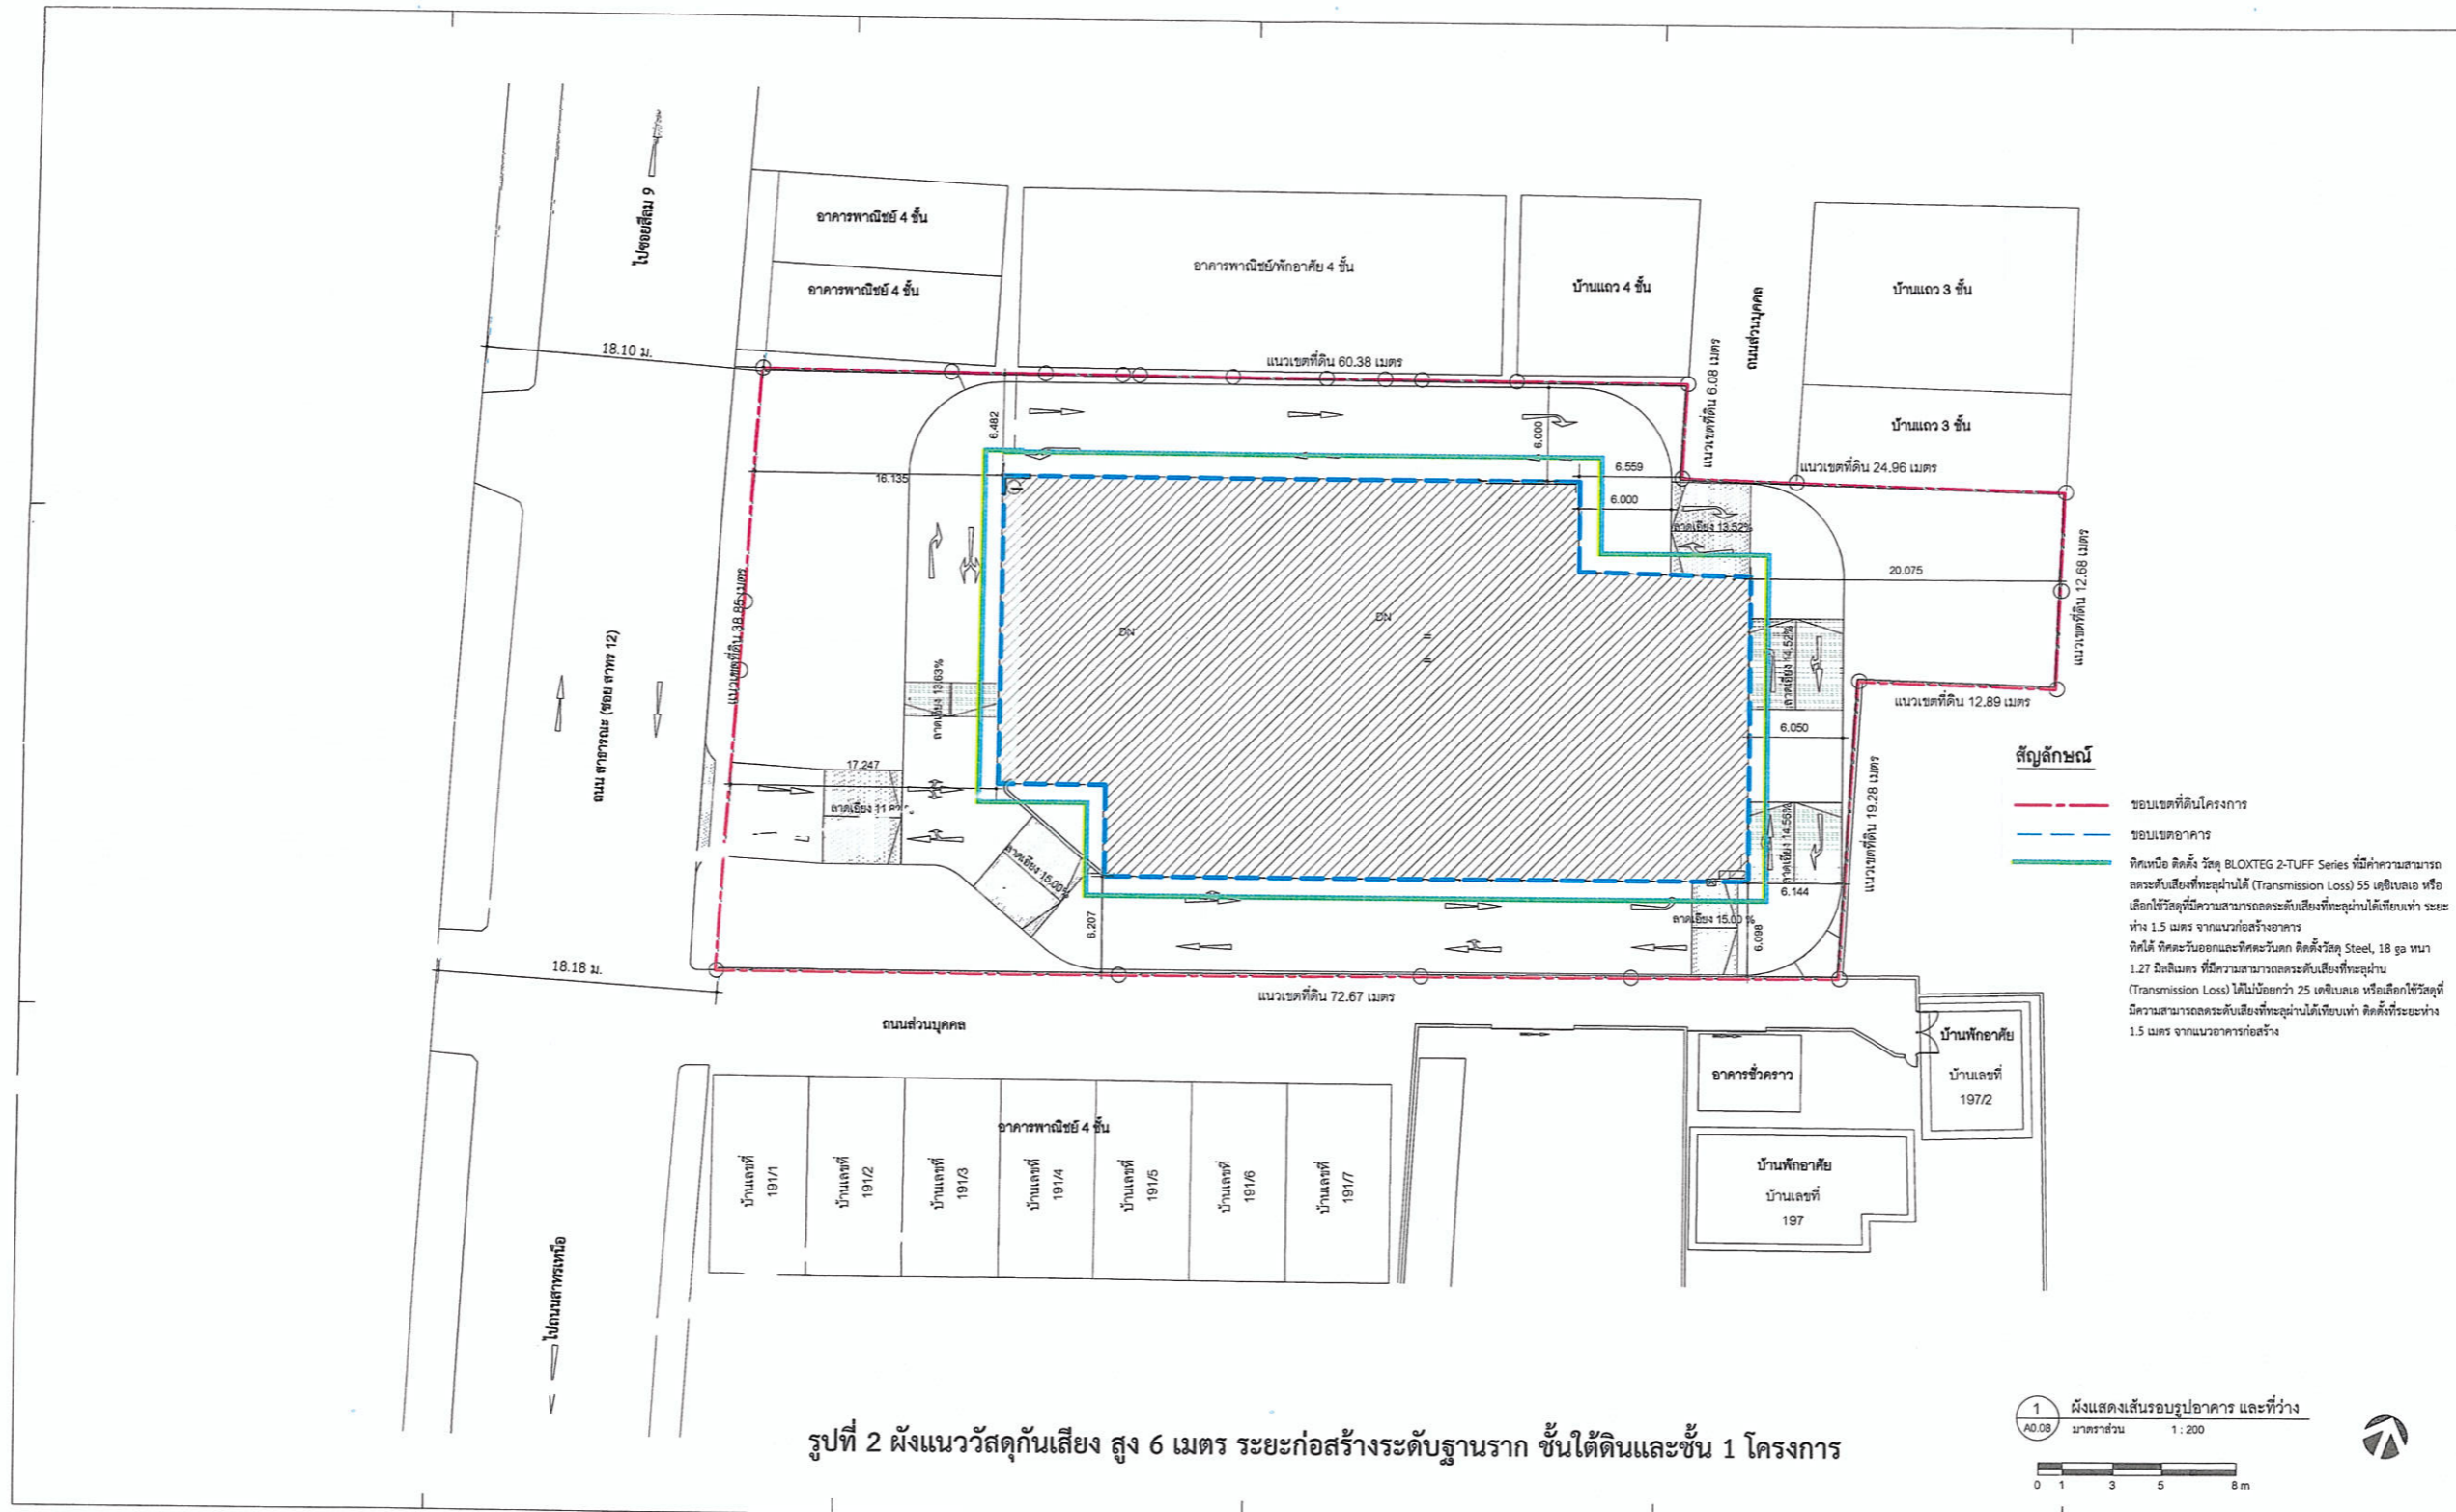 ไปซอยสีลม 9
อาคารพาณิชย์ 4 ชั้น
อาคารพาณิชย์ 4 ชั้น
อาคารพาณิชย์/พักอาศัย 4 ชั้น
บ้านแถว 4 ชั้น
ถนนส่วนบุคคล
บ้านแถว 3 ชั้น
บ้านแถว 3 ชั้น
18.10 ม.
แนวเขตที่ดิน 60.38 เมตร
แนวเขตที่ดิน 6.08 เมตร
แนวเขตที่ดิน 24.96 เมตร
6.482
6.000
16.135
6.559
6.000
ลาดเอียง 13.52%
20.075
แนวเขตที่ดิน 12.68 เมตร
แนวเขตที่ดิน 38.85 เมตร
ถนน สาธารณะ (ซอย สาทร 12)
DN
DN
ลาดเอียง 13.63%
ลาดเอียง 14.52%
แนวเขตที่ดิน 12.89 เมตร
6.050
17.247
ลาดเอียง 11
ลาดเอียง 15.00%
ลาดเอียง 14.56%
แนวเขตที่ดิน 19.28 เมตร
6.144
6.207
ลาดเอียง 15.00 %
6.098
18.18 ม.
แนวเขตที่ดิน 72.67 เมตร
ถนนส่วนบุคคล
สัญลักษณ์
ขอบเขตที่ดินโครงการ
ขอบเขตอาคาร
ทิศเหนือ ติดตั้ง วัสดุ BLOXTEG 2-TUFF Series ที่มีค่าความสามารถ
ลดระดับเสียงที่ทะลุผ่านได้ (Transmission Loss) 55 เดซิเบลเอ หรือ
เลือกใช้วัสดุที่มีความสามารถลดระดับเสียงที่ทะลุผ่านได้เทียบเท่า ระยะ
ห่าง 1.5 เมตร จากแนวก่อสร้างอาคาร
ทิศใต้ ทิศตะวันออกและทิศตะวันตก ติดตั้งวัสดุ Steel, 18 ga หนา
1.27 มิลลิเมตร ที่มีความสามารถลดระดับเสียงที่ทะลุผ่าน
(Transmission Loss) ได้ไม่น้อยกว่า 25 เดซิเบลเอ หรือเลือกใช้วัสดุที่
มีความสามารถลดระดับเสียงที่ทะลุผ่านได้เทียบเท่า ติดตั้งที่ระยะห่าง
1.5 เมตร จากแนวอาคารก่อสร้าง
อาคารพาณิชย์ 4 ชั้น
บ้านเลขที่
191/1
บ้านเลขที่
191/2
บ้านเลขที่
191/3
บ้านเลขที่
191/4
บ้านเลขที่
191/5
บ้านเลขที่
191/6
บ้านเลขที่
191/7
อาคารชั่วคราว
บ้านพักอาศัย
บ้านเลขที่
197/2
บ้านพักอาศัย
บ้านเลขที่
197
ไปถนนสาทรเหนือ
รูปที่ 2 ผังแนววัสดุกันเสียง สูง 6 เมตร ระยะก่อสร้างระดับฐานราก ชั้นใต้ดินและชั้น 1 โครงการ
1
A0.08
ผังแสดงเส้นรอบรูปอาคาร และที่ว่าง
มาตราส่วน 1 : 200
0 1 3 5 8 m